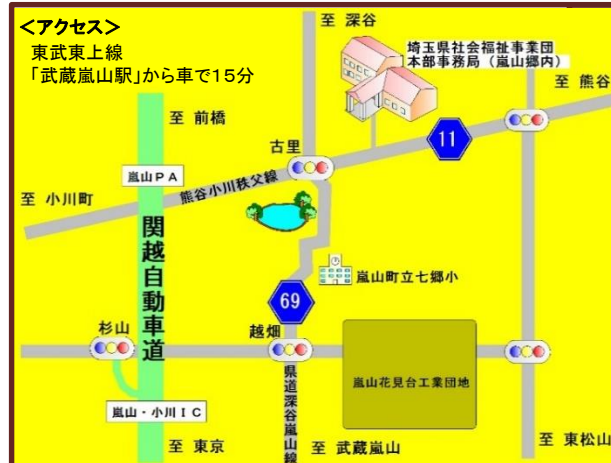 <アクセス>
東武東上線
「武蔵嵐山駅」から車で15分
至 深谷
埼玉県社会福祉事業団
本部事務局(嵐山郷内)
至 熊谷
至 前橋
古里
11
嵐山PA
熊谷小川秩父線
至 小川町
関越自動車道
嵐山町立七郷小
69
杉山
越畑
県道深谷嵐山線
嵐山花見台工業団地
嵐山・小川IC
至 東京
至 武蔵嵐山
至 東松山